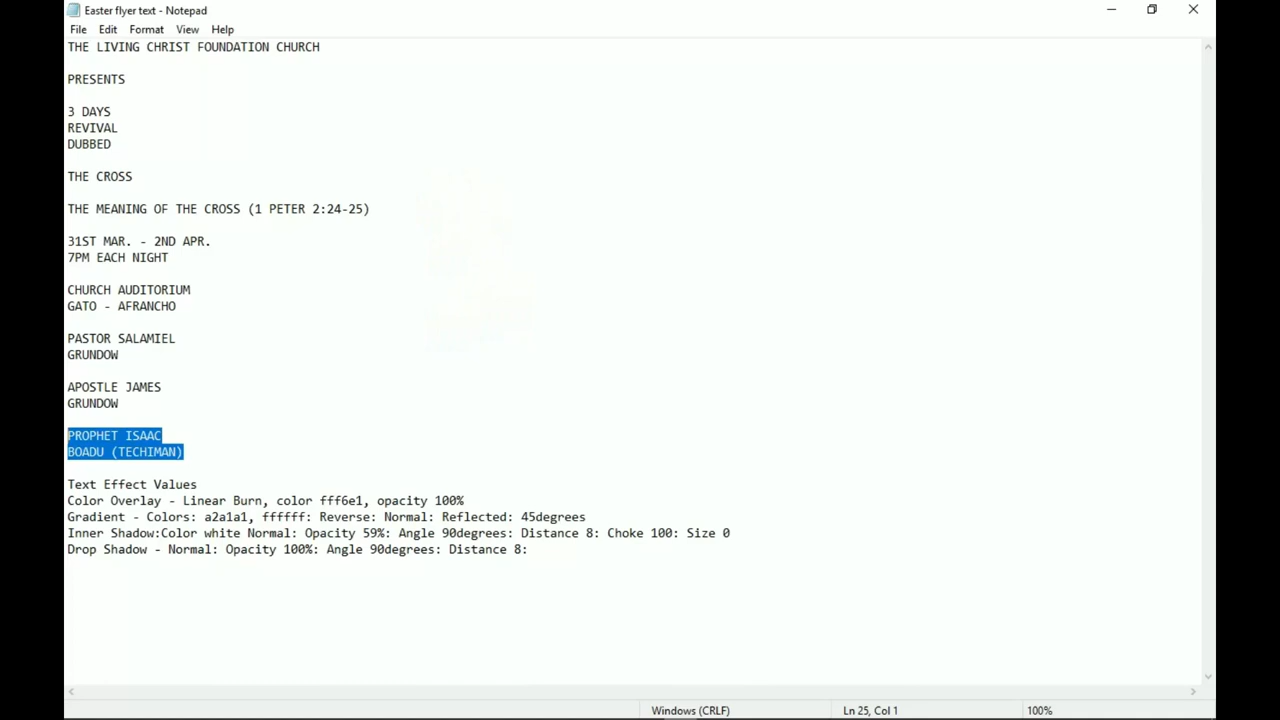 Easter flyer text - Notepad
File Edit Format View Help
THE LIVING CHRIST FOUNDATION CHURCH
PRESENTS
3 DAYS
REVIVAL
DUBBED
THE CROSS
THE MEANING OF THE CROSS (1 PETER 2:24-25)
31ST MAR. - 2ND APR.
7PM EACH NIGHT
CHURCH AUDITORIUM
GATO - AFRANCHO
PASTOR SALAMIEL
GRUNDOW
APOSTLE JAMES
GRUNDOW
PROPHET ISAAC
BOADU (TECHIMAN)
Text Effect Values
Color Overlay - Linear Burn, color fff6e1, opacity 100%
Gradient - Colors: a2a1a1, ffffff: Reverse: Normal: Reflected: 45degrees
Inner Shadow:Color white Normal: Opacity 59%: Angle 90degrees: Distance 8: Choke 100: Size 0
Drop Shadow - Normal: Opacity 100%: Angle 90degrees: Distance 8:
Windows (CRLF) Ln 25, Col 1 100%